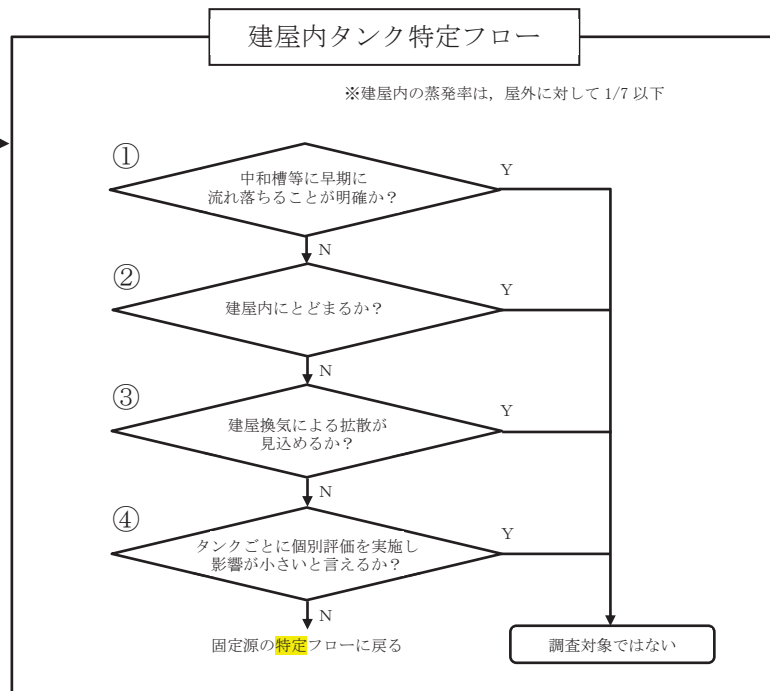 建屋内タンク特定フロー
※建屋内の蒸発率は，屋外に対して 1/7 以下
①
中和槽等に早期に
流れ落ちることが明確か？
Y
N
②
建屋内にとどまるか？
Y
N
③
建屋換気による拡散が
見込めるか？
Y
N
④
タンクごとに個別評価を実施し
影響が小さいと言えるか？
Y
N
固定源の特定フローに戻る
調査対象ではない